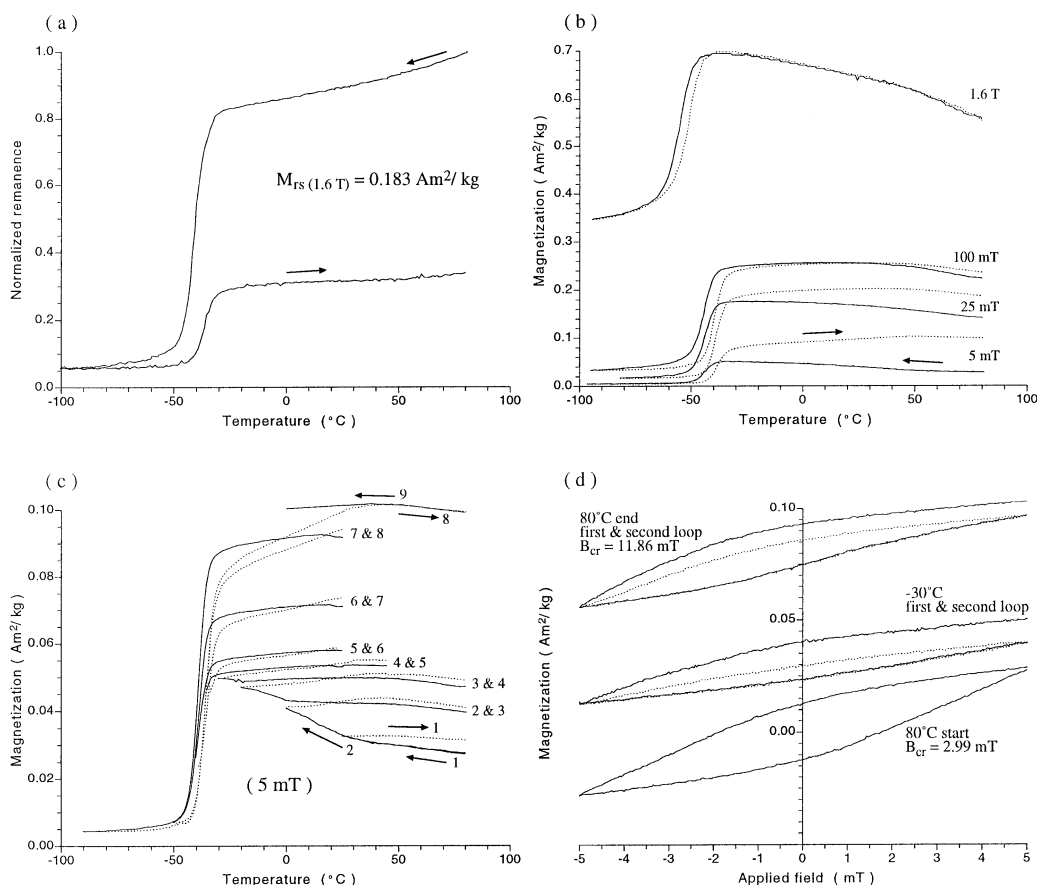 ( a )
1.0
0.8
0.6
0.4
0.2
0.0
Normalized remanence
Mrs (1.6 T) = 0.183 Am²/ kg
-100
-50
0
50
100
Temperature ( °C )
( b )
0.7
0.6
0.5
0.4
0.3
0.2
0.1
0.0
Magnetization ( Am²/ kg)
1.6 T
100 mT
25 mT
5 mT
-100
-50
0
50
100
Temperature ( °C )
( c )
0.10
0.08
0.06
0.04
0.02
0.00
Magnetization ( Am²/ kg)
9
8
7 & 8
6 & 7
5 & 6
4 & 5
3 & 4
2 & 3
1
2
1
( 5 mT )
-100
-50
0
50
100
Temperature ( °C )
( d )
Magnetization ( Am²/ kg)
80°C end
first & second loop
Bcr = 11.86 mT
0.10
-30°C
first & second loop
0.05
0.00
80°C start
Bcr = 2.99 mT
-5
-4
-3
-2
-1
0
1
2
3
4
5
Applied field ( mT )